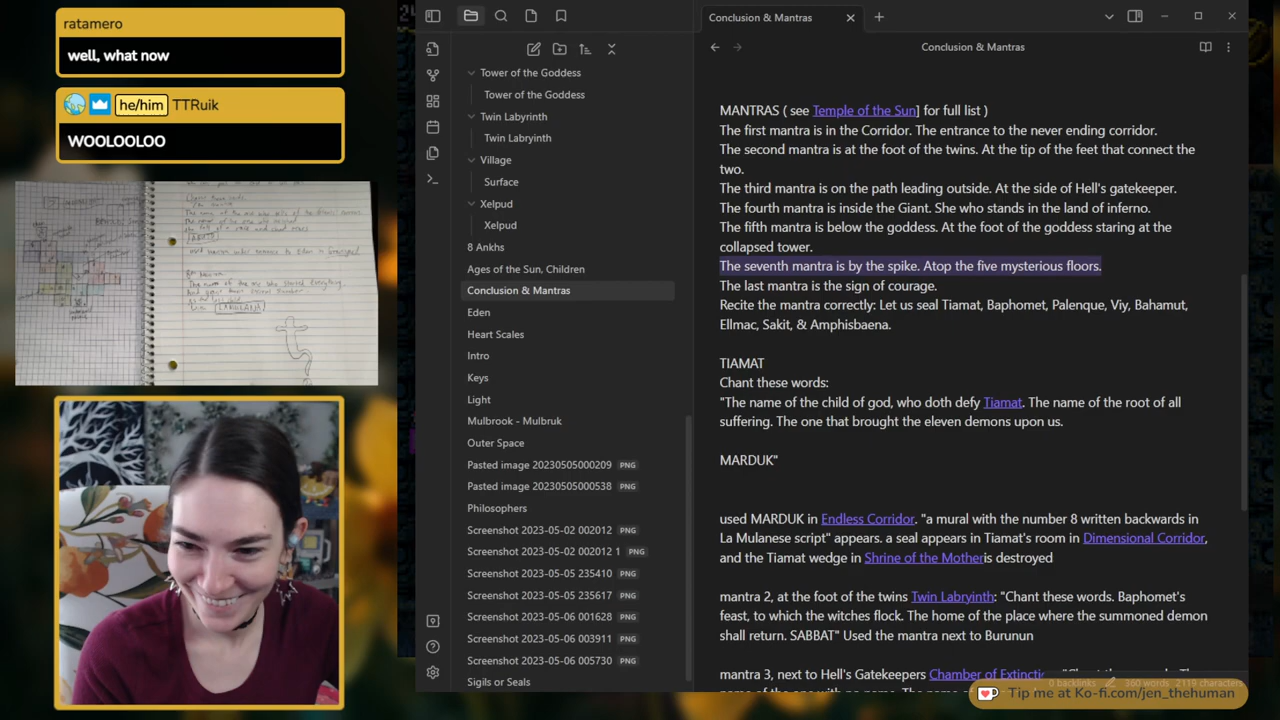 ratamero
well, what now
he/him TTRuik
WOOLOOLOO
Tower of the Goddess
Tower of the Goddess
Twin Labyrinth
Twin Labryinth
Village
Surface
Xelpud
Xelpud
8 Ankhs
Ages of the Sun, Children
Conclusion & Mantras
Eden
Heart Scales
Intro
Keys
Light
Mulbrook - Mulbruk
Outer Space
Pasted image 20230505000209 PNG
Pasted image 20230505000538 PNG
Philosophers
Screenshot 2023-05-02 002012 PNG
Screenshot 2023-05-02 002012 1 PNG
Screenshot 2023-05-05 235410 PNG
Screenshot 2023-05-05 235617 PNG
Screenshot 2023-05-06 001628 PNG
Screenshot 2023-05-06 003911 PNG
Screenshot 2023-05-06 005730 PNG
Sigils or Seals
Conclusion & Mantras
Conclusion & Mantras
MANTRAS ( see Temple of the Sun] for full list )
The first mantra is in the Corridor. The entrance to the never ending corridor.
The second mantra is at the foot of the twins. At the tip of the feet that connect the
two.
The third mantra is on the path leading outside. At the side of Hell's gatekeeper.
The fourth mantra is inside the Giant. She who stands in the land of inferno.
The fifth mantra is below the goddess. At the foot of the goddess staring at the
collapsed tower.
The seventh mantra is by the spike. Atop the five mysterious floors.
The last mantra is the sign of courage.
Recite the mantra correctly: Let us seal Tiamat, Baphomet, Palenque, Viy, Bahamut,
Ellmac, Sakit, & Amphisbaena.
TIAMAT
Chant these words:
"The name of the child of god, who doth defy Tiamat. The name of the root of all
suffering. The one that brought the eleven demons upon us.
MARDUK"
used MARDUK in Endless Corridor. "a mural with the number 8 written backwards in
La Mulanese script" appears. a seal appears in Tiamat's room in Dimensional Corridor,
and the Tiamat wedge in Shrine of the Motheris destroyed
mantra 2, at the foot of the twins Twin Labryinth: "Chant these words. Baphomet's
feast, to which the witches flock. The home of the place where the summoned demon
shall return. SABBAT" Used the mantra next to Burunun
mantra 3, next to Hell's Gatekeepers Chamber of Extincti
0 backlinks 360 words 2119 characters
Tip me at Ko-fi.com/jen_thehuman